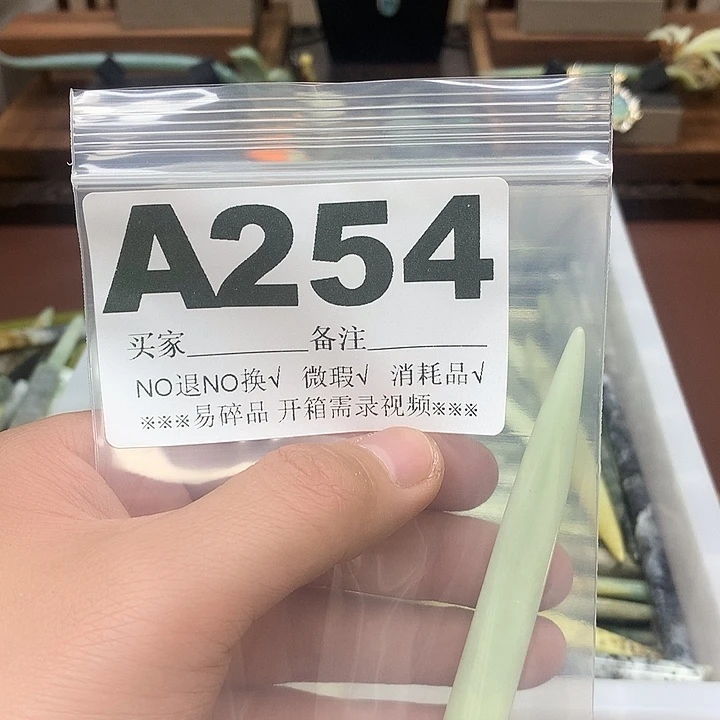 A254
买家________备注________
NO退NO换√ 微瑕√ 消耗品√
※※※易碎品 开箱需录视频※※※